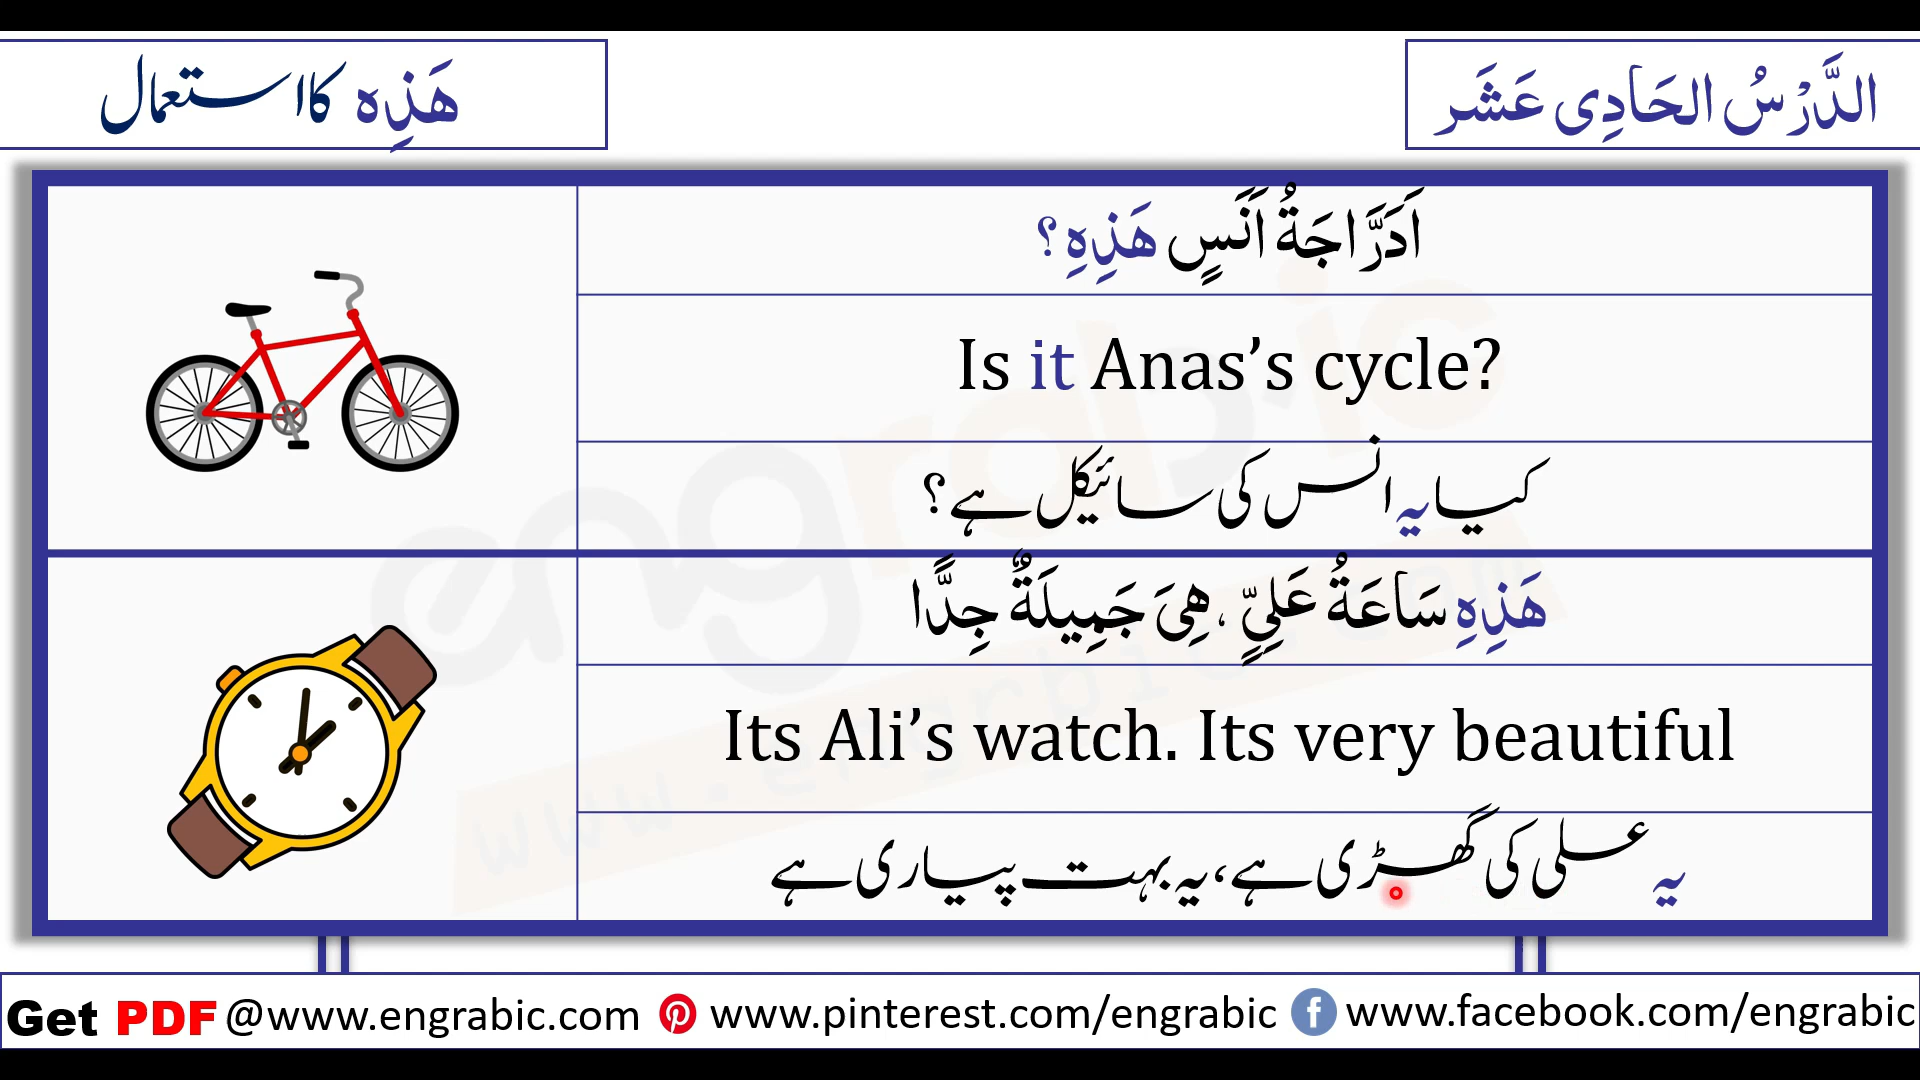 الدَّرْسُ الحَادِی عَشَر
هَذِہ کا استعمال
اَدَرَّاجَةُ اَنَسٍ هَذِہِ؟
Is it Anas’s cycle?
کیا یہ انس کی سائیکل ہے؟
هَذِہِ سَاعَةُ عَلِيٍّ ، هِیَ جَمِيلَةٌ جِدًّا
Its Ali’s watch. Its very beautiful
یہ علی کی گھڑی ہے، یہ بہت پیاری ہے
engrabic
Get PDF @www.engrabic.com www.pinterest.com/engrabic www.facebook.com/engrabic